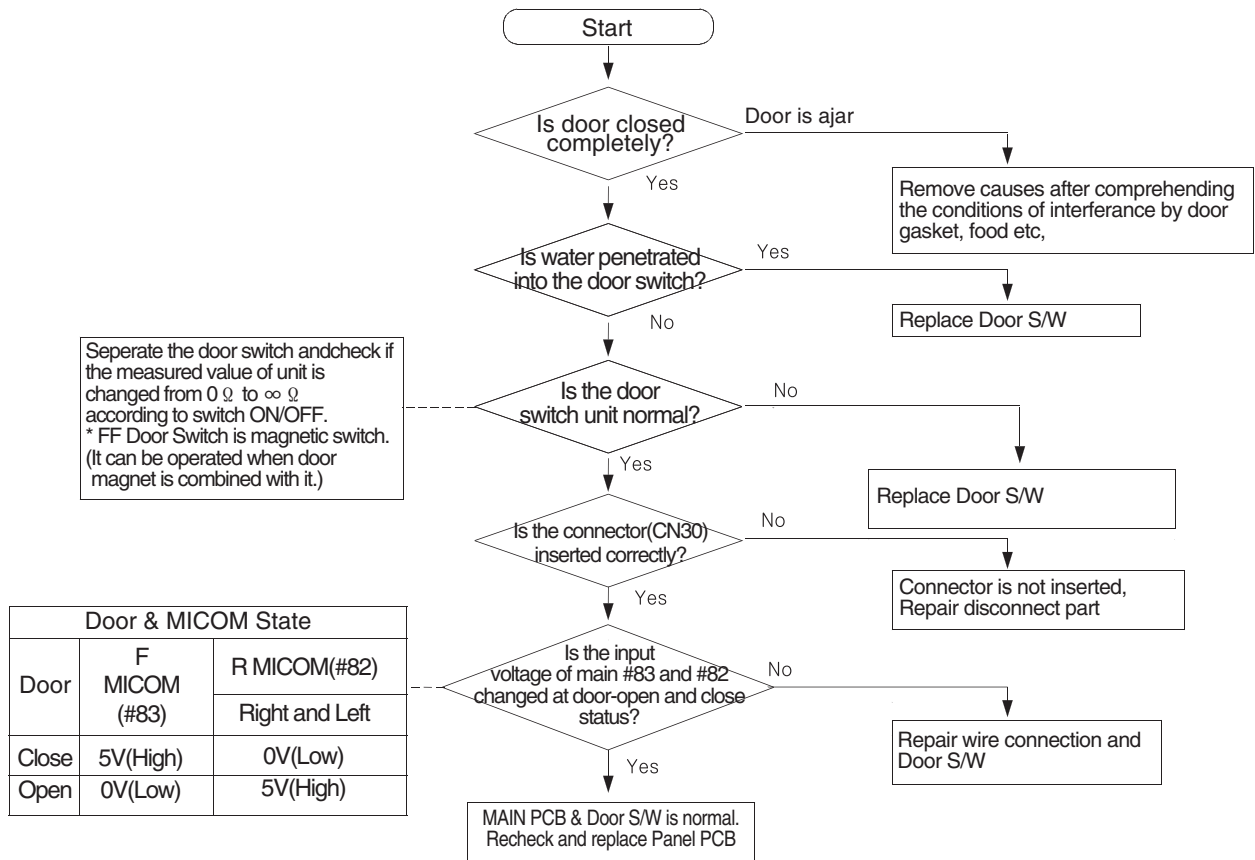 Start
Is door closed
completely?
Door is ajar
Yes
Remove causes after comprehending
the conditions of interferance by door
gasket, food etc,
Is water penetrated
into the door switch?
Yes
No
Replace Door S/W
Seperate the door switch andcheck if
the measured value of unit is
changed from 0 Ω to ∞ Ω
according to switch ON/OFF.
* FF Door Switch is magnetic switch.
(It can be operated when door
magnet is combined with it.)
Is the door
switch unit normal?
No
Yes
Replace Door S/W
Is the connector(CN30)
inserted correctly?
No
Yes
Connector is not inserted,
Repair disconnect part
Door & MICOM State
Door
F
MICOM
(#83)
R MICOM(#82)
Right and Left
Close 5V(High) 0V(Low)
Open 0V(Low) 5V(High)
Is the input
voltage of main #83 and #82
changed at door-open and close
status?
No
Yes
Repair wire connection and
Door S/W
MAIN PCB & Door S/W is normal.
Recheck and replace Panel PCB